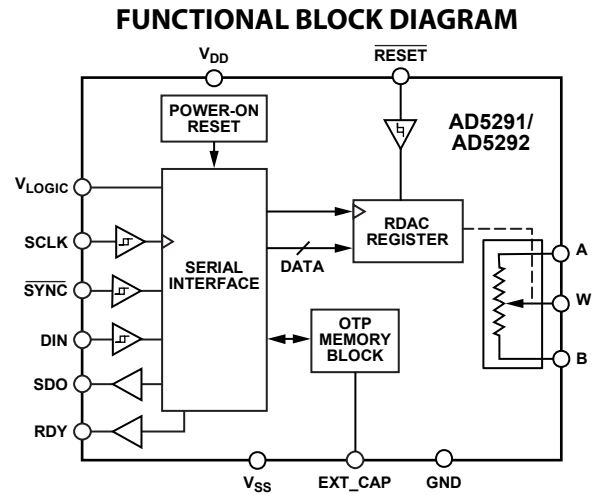 FUNCTIONAL BLOCK DIAGRAM
VDD
RESET
POWER-ON
RESET
AD5291/
AD5292
VLOGIC
SCLK
SYNC
DIN
SDO
RDY
SERIAL
INTERFACE
DATA
RDAC
REGISTER
OTP
MEMORY
BLOCK
A
W
B
VSS
EXT_CAP
GND